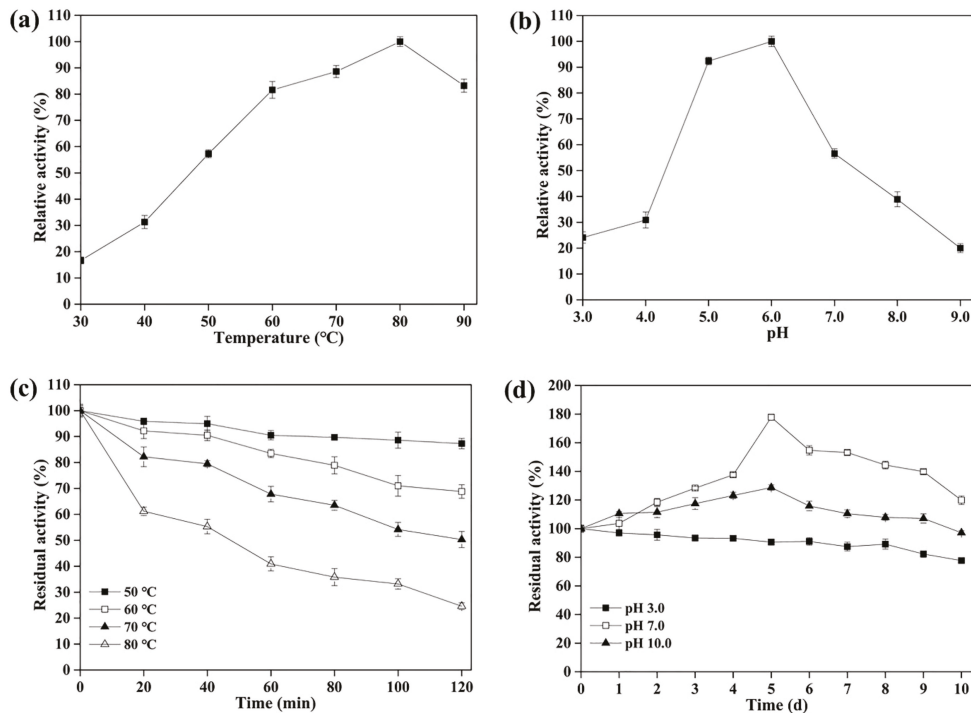 (a)
110
100
90
80
70
60
50
40
30
20
10
0
Relative activity (%)
30 40 50 60 70 80 90
Temperature (°C)
(b)
110
100
90
80
70
60
50
40
30
20
10
0
Relative activity (%)
3.0 4.0 5.0 6.0 7.0 8.0 9.0
pH
(c)
110
100
90
80
70
60
50
40
30
20
10
0
Residual activity (%)
50 °C
60 °C
70 °C
80 °C
0 20 40 60 80 100 120
Time (min)
(d)
200
180
160
140
120
100
80
60
40
20
0
Residual activity (%)
pH 3.0
pH 7.0
pH 10.0
0 1 2 3 4 5 6 7 8 9 10
Time (d)